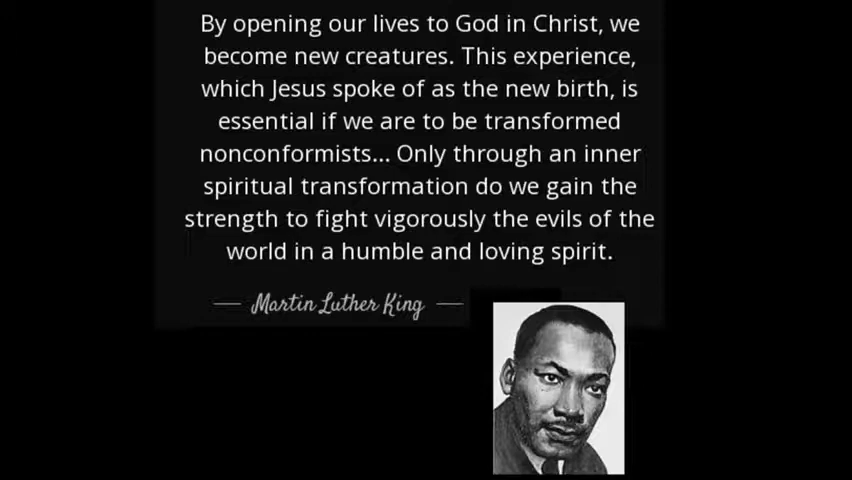 By opening our lives to God in Christ, we
become new creatures. This experience,
which Jesus spoke of as the new birth, is
essential if we are to be transformed
nonconformists... Only through an inner
spiritual transformation do we gain the
strength to fight vigorously the evils of the
world in a humble and loving spirit.
Martin Luther King